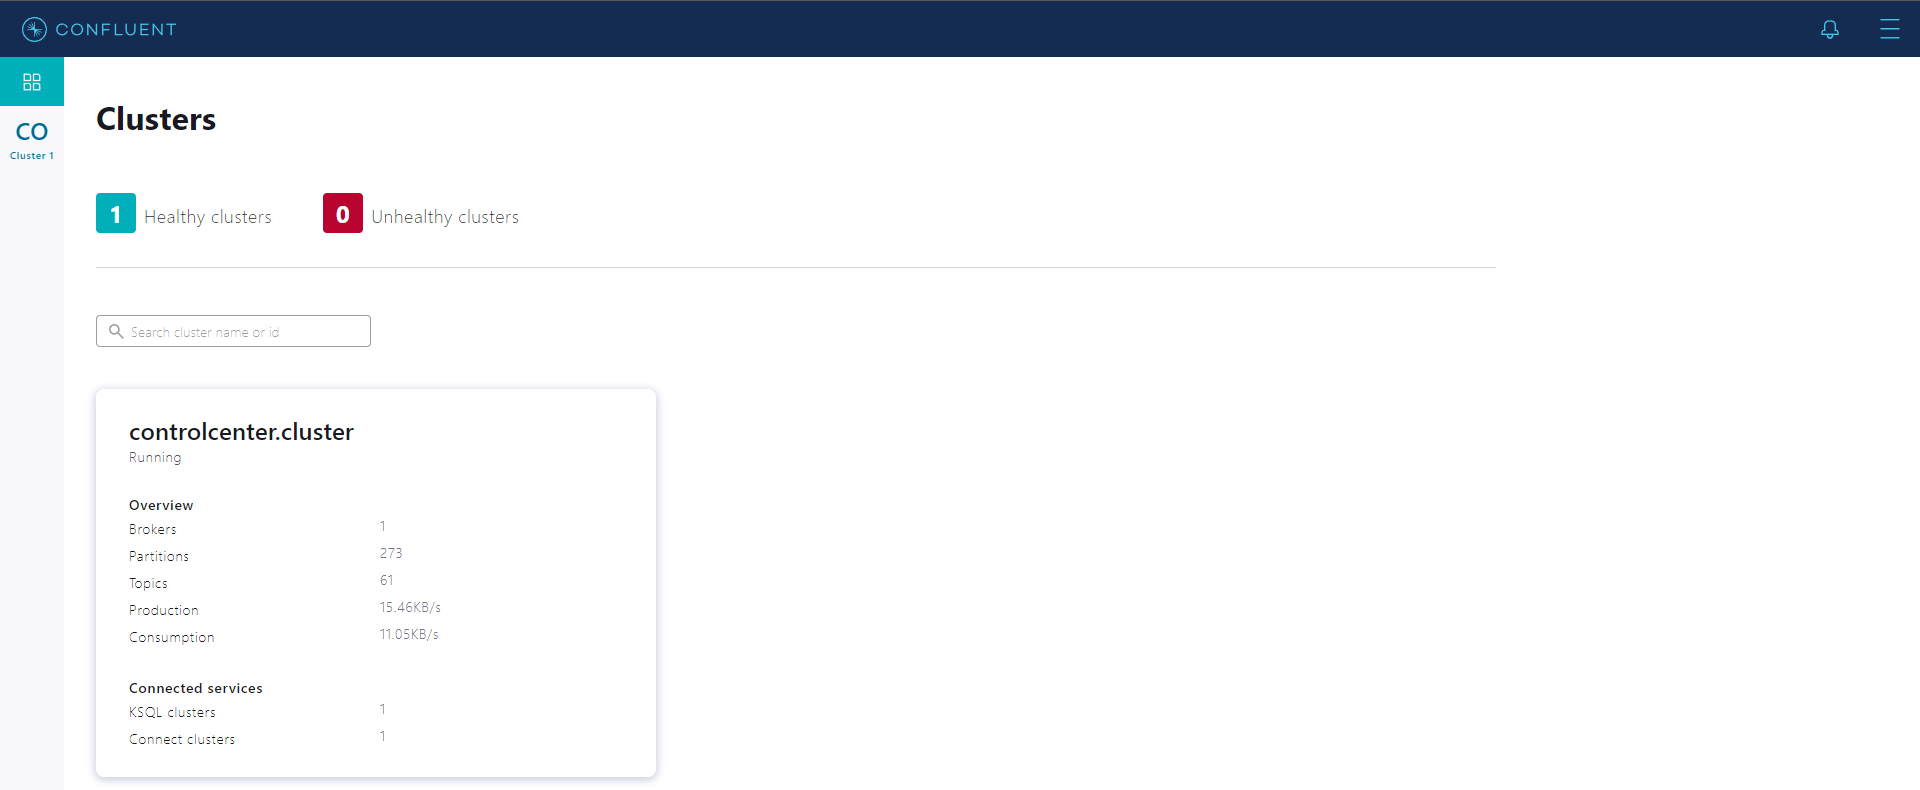 CONFLUENT
CO
Cluster 1
Clusters
1 Healthy clusters 0 Unhealthy clusters
Search cluster name or id
controlcenter.cluster
Running
Overview
Brokers 1
Partitions 273
Topics 61
Production 15.46KB/s
Consumption 11.05KB/s
Connected services
KSQL clusters 1
Connect clusters 1